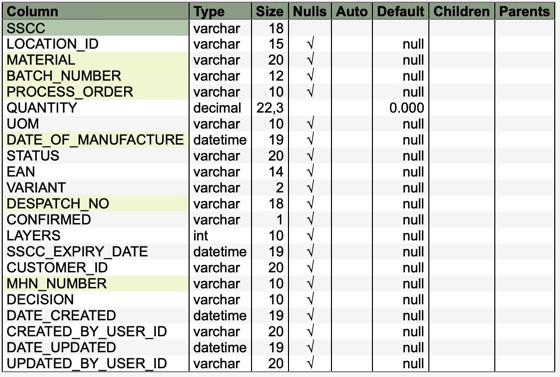 Column Type Size Nulls Auto Default Children Parents
SSCC varchar 18
LOCATION_ID varchar 15 √ null
MATERIAL varchar 20 √ null
BATCH_NUMBER varchar 12 √ null
PROCESS_ORDER varchar 10 √ null
QUANTITY decimal 22,3 0.000
UOM varchar 10 √ null
DATE_OF_MANUFACTURE datetime 19 √ null
STATUS varchar 20 √ null
EAN varchar 14 √ null
VARIANT varchar 2 √ null
DESPATCH_NO varchar 18 √ null
CONFIRMED varchar 1 √ null
LAYERS int 10 √ null
SSCC_EXPIRY_DATE datetime 19 √ null
CUSTOMER_ID varchar 20 √ null
MHN_NUMBER varchar 10 √ null
DECISION varchar 10 √ null
DATE_CREATED datetime 19 √ null
CREATED_BY_USER_ID varchar 20 √ null
DATE_UPDATED datetime 19 √ null
UPDATED_BY_USER_ID varchar 20 √ null